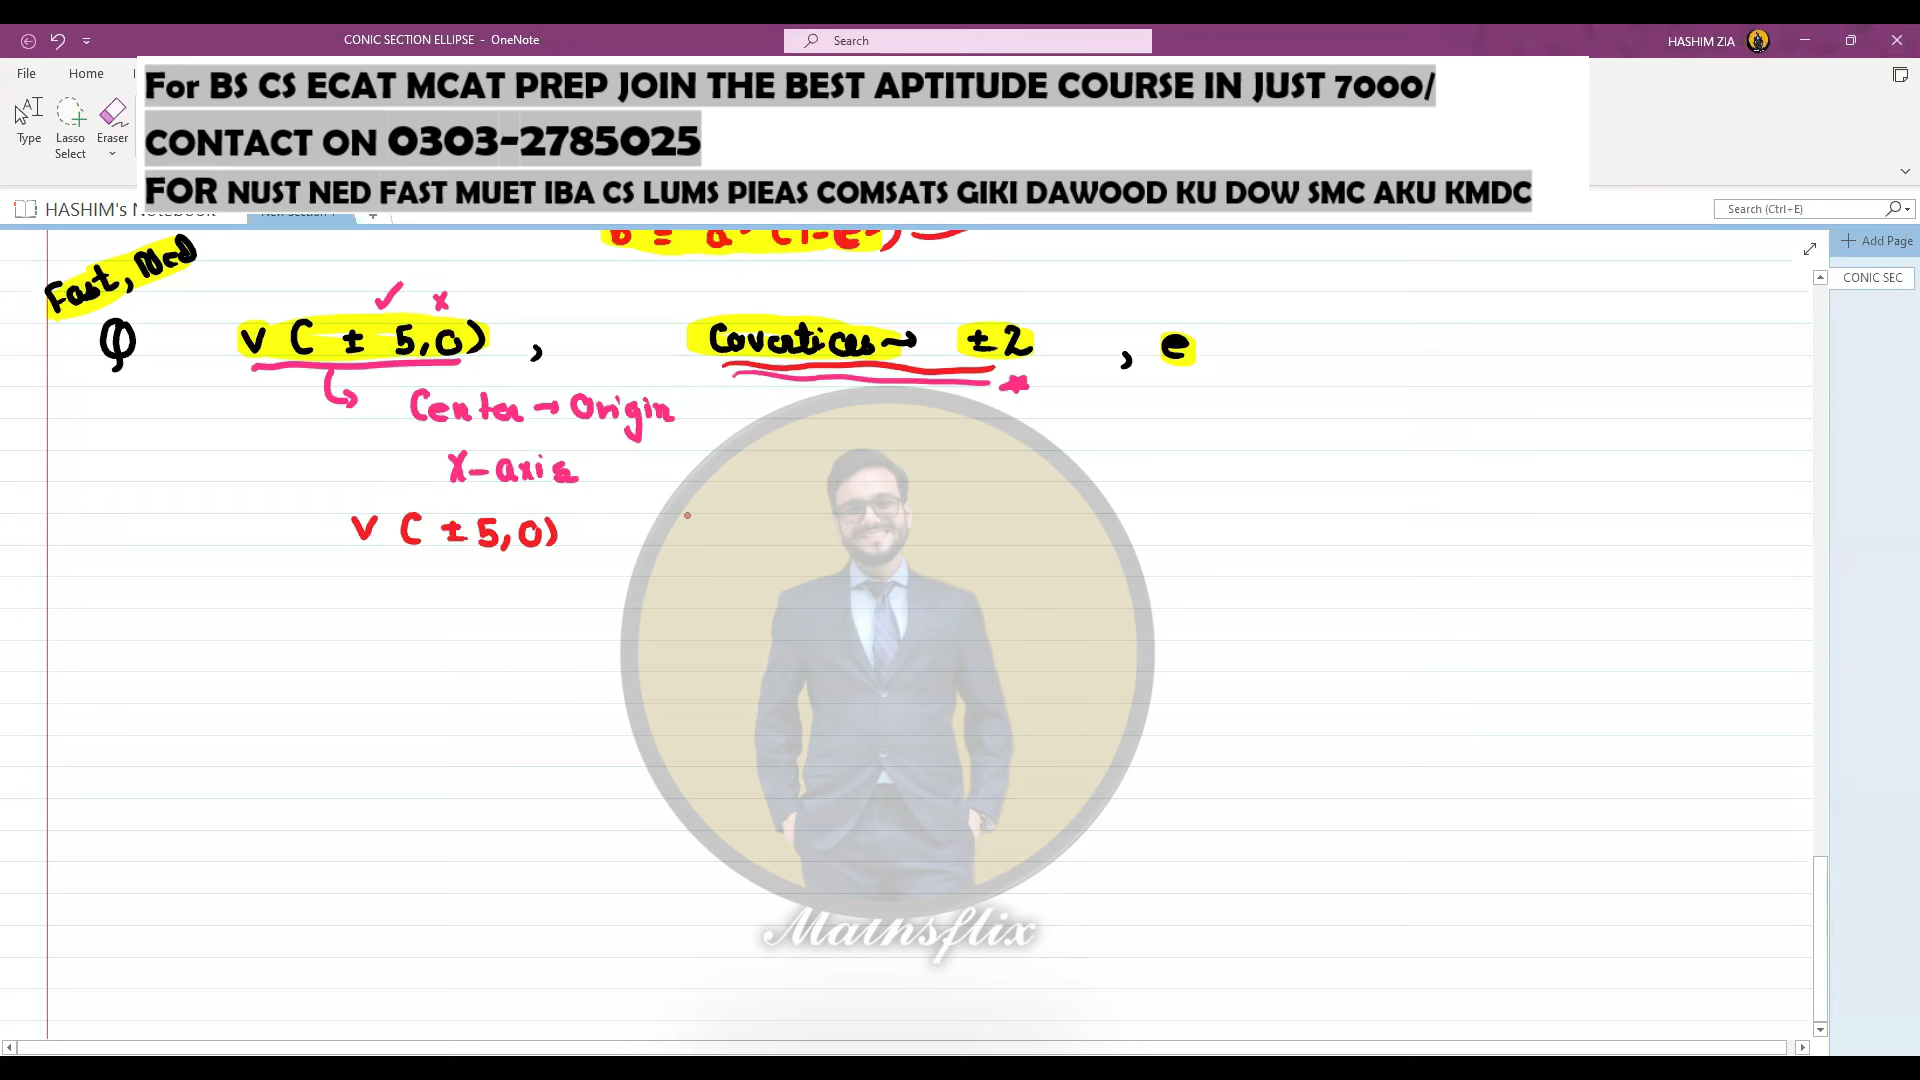 CONIC SECTION ELLIPSE - OneNote
Search
HASHIM ZIA
File
Home
For BS CS ECAT MCAT PREP JOIN THE BEST APTITUDE COURSE IN JUST 7000/
CONTACT ON 0303-2785025
FOR NUST NED FAST MUET IBA CS LUMS PIEAS COMSATS GIKI DAWOOD KU DOW SMC AKU KMDC
Type
Lasso Select
Eraser
HASHIM's Notebook
Search (Ctrl+E)
Add Page
CONIC SEC
Fast, Ned
Q V ( ± 5,0) , Covertices → ±2 , e
Center → Origin
X-axis
V ( ± 5,0)
Mathsflix